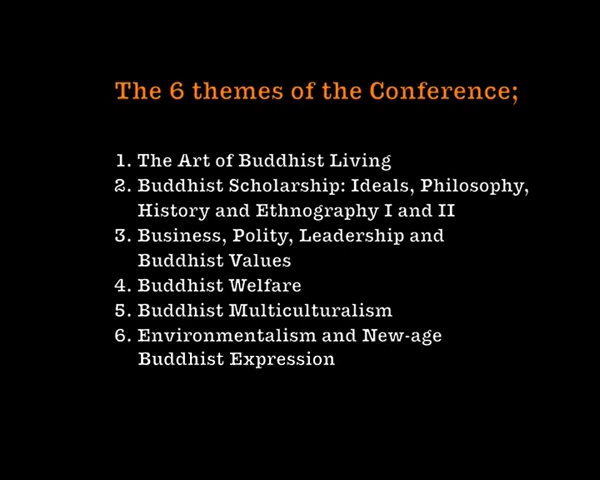 The 6 themes of the Conference;
1. The Art of Buddhist Living
2. Buddhist Scholarship: Ideals, Philosophy,
History and Ethnography I and II
3. Business, Polity, Leadership and
Buddhist Values
4. Buddhist Welfare
5. Buddhist Multiculturalism
6. Environmentalism and New-age
Buddhist Expression